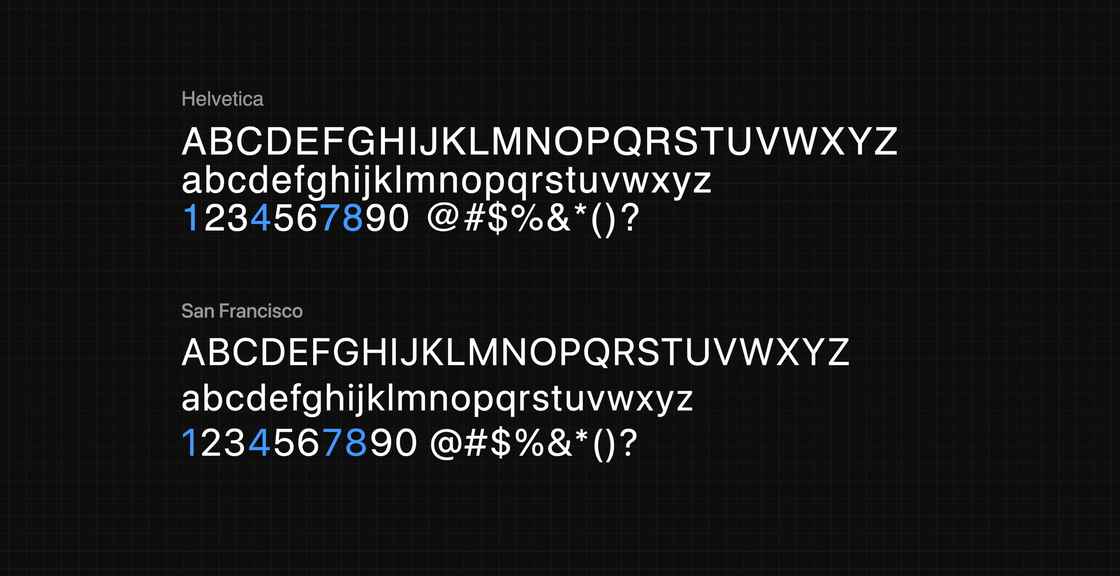 Helvetica
ABCDEFGHIJKLMNOPQRSTUVWXYZ
abcdefghijklmnopqrstuvwxyz
1234567890 @#$%&*()?
San Francisco
ABCDEFGHIJKLMNOPQRSTUVWXYZ
abcdefghijklmnopqrstuvwxyz
1234567890 @#$%&*()?